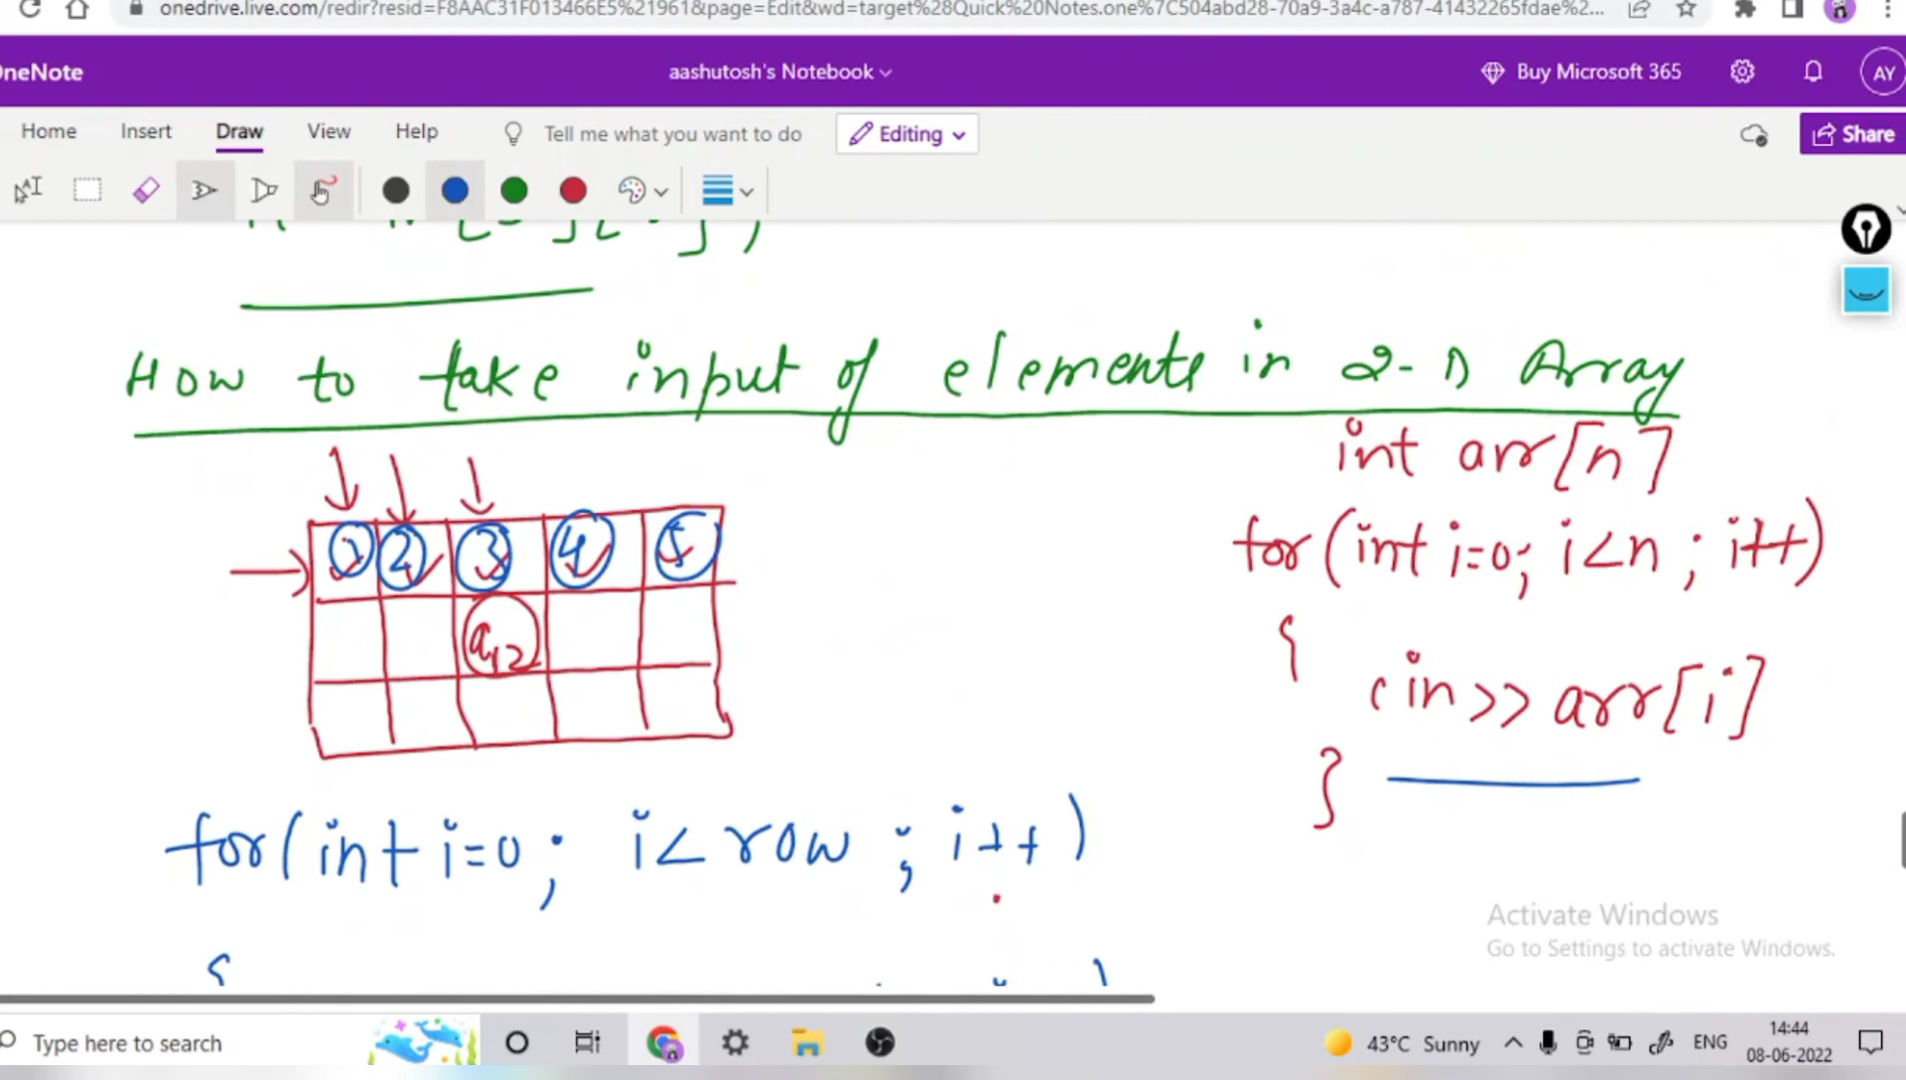 onedrive.live.com/redir?resid=F8AAC31F013466E5%21961&page=Edit&wd=target%28Quick%20Notes.one%7C504abd28-70a9-3a4c-a787-41432265fdae%2...
OneNote
aashutosh's Notebook
Buy Microsoft 365
AY
Home Insert Draw View Help
Tell me what you want to do
Editing
Share
How to take input of elements in 2-D Array
int arr[n]
for(int i=0; i<n; i++)
{
cin>>arr[i]
}
1 2 3 4 5
a12
for(int i=0; i<row; i++)
{
Activate Windows
Go to Settings to activate Windows.
Type here to search
43°C Sunny
ENG
14:44
08-06-2022